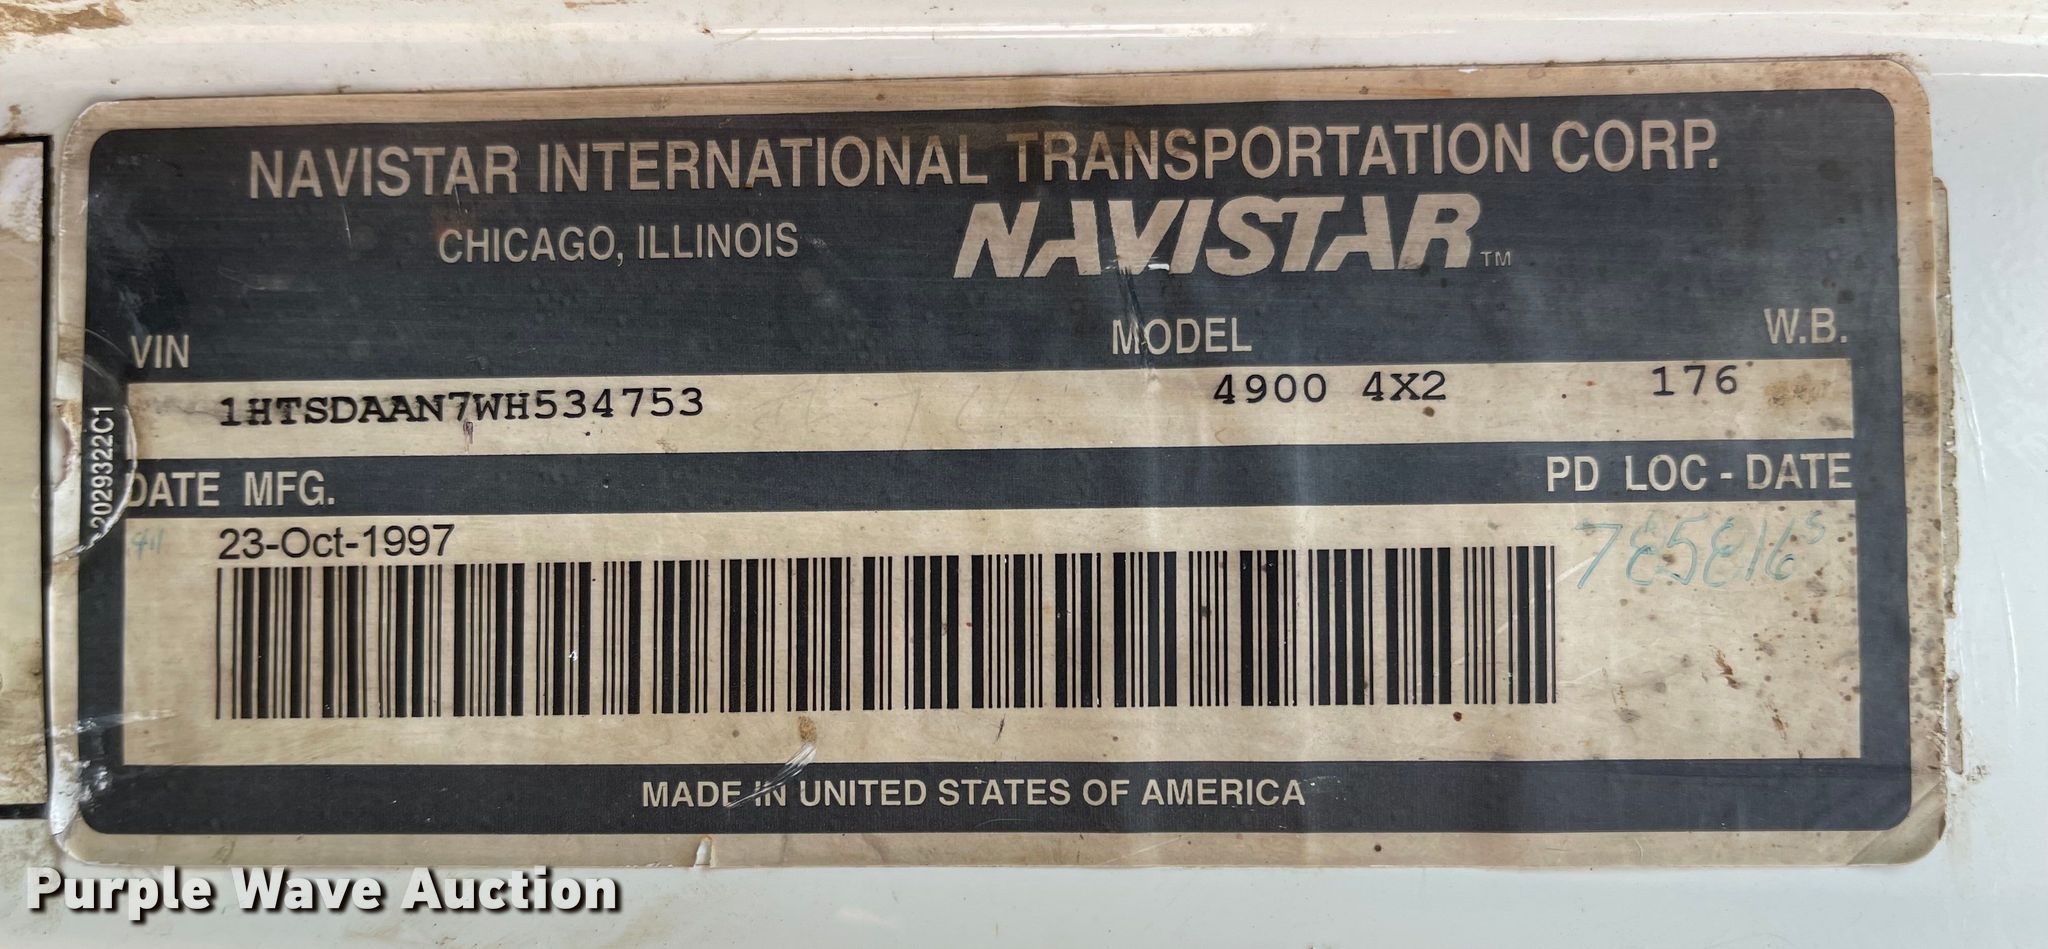 NAVISTAR INTERNATIONAL TRANSPORTATION CORP.
CHICAGO, ILLINOIS NAVISTAR TM
VIN MODEL W.B.
1HTSDAAN7WH534753 4900 4X2 176
2029322C1
DATE MFG. PD LOC - DATE
23-Oct-1997
MADE IN UNITED STATES OF AMERICA
Purple Wave Auction